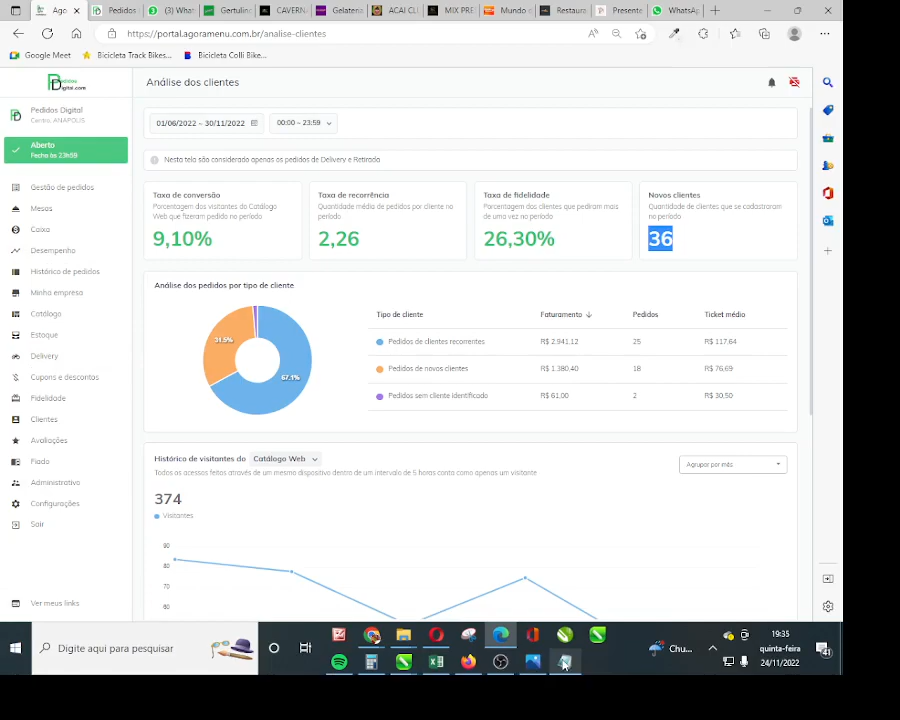 Ago
Pedidos
(3) What
Gertulin
CAVERN
Gelateria
ACAI CL
MIX PRE
Mundo d
Restaura
Presente
WhatsAp
https://portal.agoramenu.com.br/analise-clientes
Google Meet
Bicicleta Track Bikes...
Bicicleta Colli Bike...
Pedidos
Digital.com
Análise dos clientes
Pedidos Digital
Centro, ANAPOLIS
Aberto
Fecha às 23h59
Gestão de pedidos
Mesas
Caixa
Desempenho
Histórico de pedidos
Minha empresa
Catálogo
Estoque
Delivery
Cupons e descontos
Fidelidade
Clientes
Avaliações
Fiado
Administrativo
Configurações
Sair
Ver meus links
01/06/2022 ~ 30/11/2022
00:00 ~ 23:59
Nesta tela são considerado apenas os pedidos de Delivery e Retirada
Taxa de conversão
Porcentagem dos visitantes do Catálogo
Web que fizeram pedido no período
9,10%
Taxa de recorrência
Quantidade média de pedidos por cliente no
período
2,26
Taxa de fidelidade
Porcentagem dos clientes que pediram mais
de uma vez no período
26,30%
Novos clientes
Quantidade de clientes que se cadastraram
no período
36
Análise dos pedidos por tipo de cliente
31.5%
67.1%
Tipo de cliente Faturamento Pedidos Ticket médio
Pedidos de clientes recorrentes R$ 2.941,12 25 R$ 117,64
Pedidos de novos clientes R$ 1.380,40 18 R$ 76,69
Pedidos sem cliente identificado R$ 61,00 2 R$ 30,50
Histórico de visitantes do Catálogo Web
Todos os acessos feitos através de um mesmo dispositivo dentro de um intervalo de 5 horas conta como apenas um visitante
Agrupar por mês
374
Visitantes
90
80
70
60
Digite aqui para pesquisar
Chu...
19:35
quinta-feira
24/11/2022
41